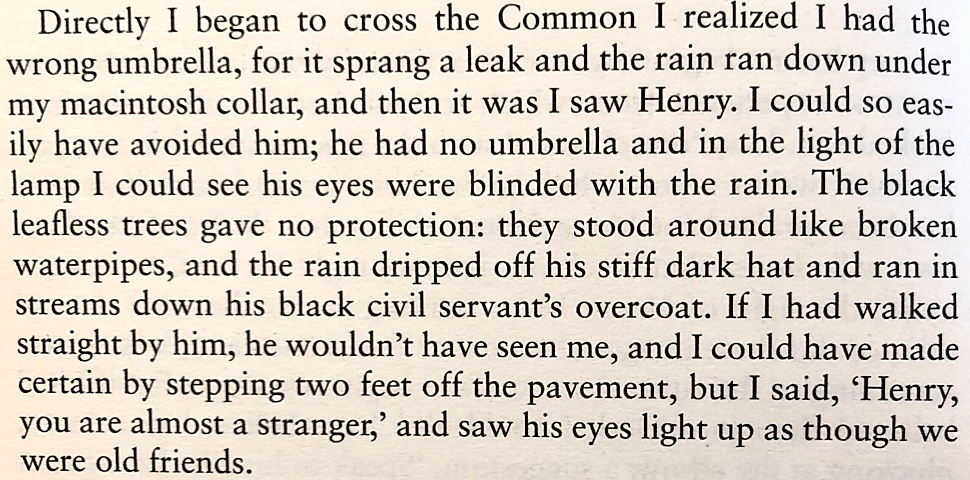 Directly I began to cross the Common I realized I had the
wrong umbrella, for it sprang a leak and the rain ran down under
my macintosh collar, and then it was I saw Henry. I could so eas-
ily have avoided him; he had no umbrella and in the light of the
lamp I could see his eyes were blinded with the rain. The black
leafless trees gave no protection: they stood around like broken
waterpipes, and the rain dripped off his stiff dark hat and ran in
streams down his black civil servant's overcoat. If I had walked
straight by him, he wouldn't have seen me, and I could have made
certain by stepping two feet off the pavement, but I said, 'Henry,
you are almost a stranger,' and saw his eyes light up as though we
were old friends.